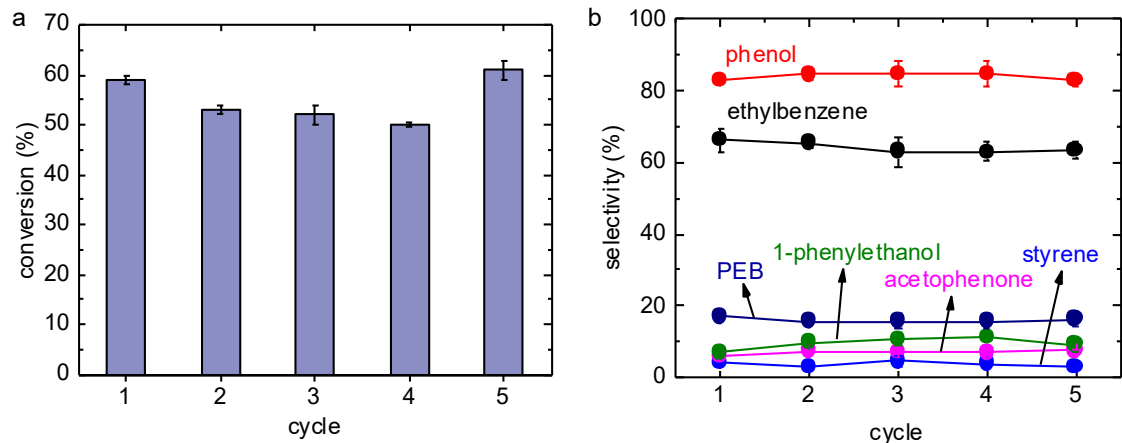 a
70
60
50
40
30
20
10
0
conversion (%)
1 2 3 4 5
cycle
b
100
80
60
40
20
0
selectivity (%)
phenol
ethylbenzene
1-phenylethanol
styrene
PEB
acetophenone
1 2 3 4 5
cycle